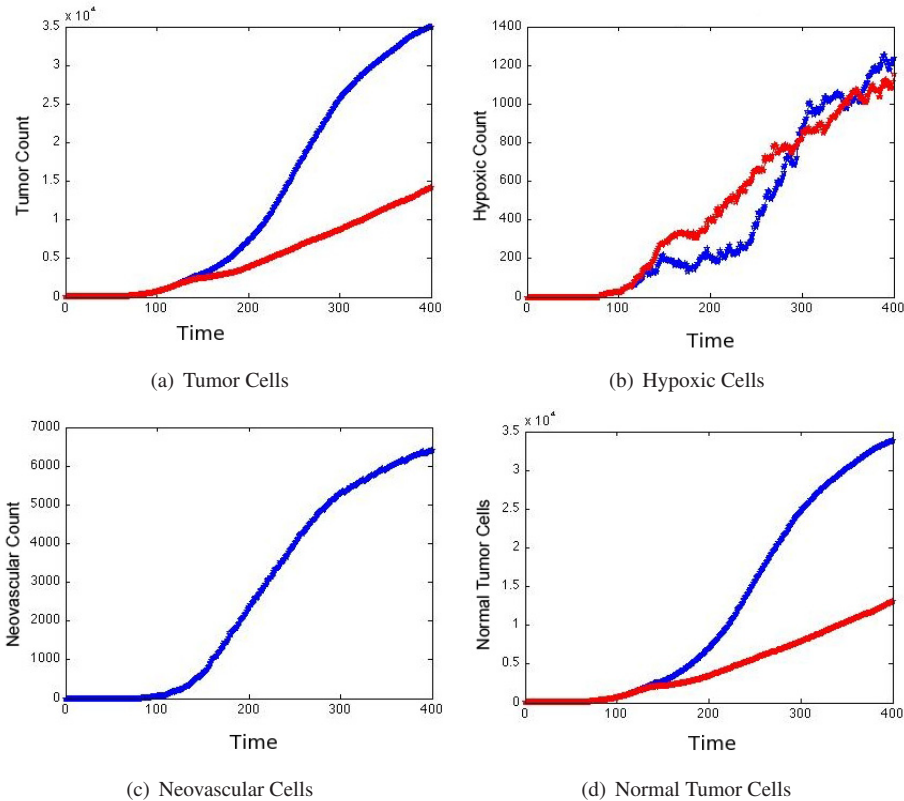 x 10⁴
3.5
3
2.5
2
1.5
1
0.5
0
0 100 200 300 400
Tumor Count
Time
(a) Tumor Cells
1400
1200
1000
800
600
400
200
0
0 100 200 300 400
Hypoxic Count
Time
(b) Hypoxic Cells
7000
6000
5000
4000
3000
2000
1000
0
0 100 200 300 400
Neovascular Count
Time
(c) Neovascular Cells
x 10⁴
3.5
3
2.5
2
1.5
1
0.5
0
0 100 200 300 400
Normal Tumor Cells
Time
(d) Normal Tumor Cells